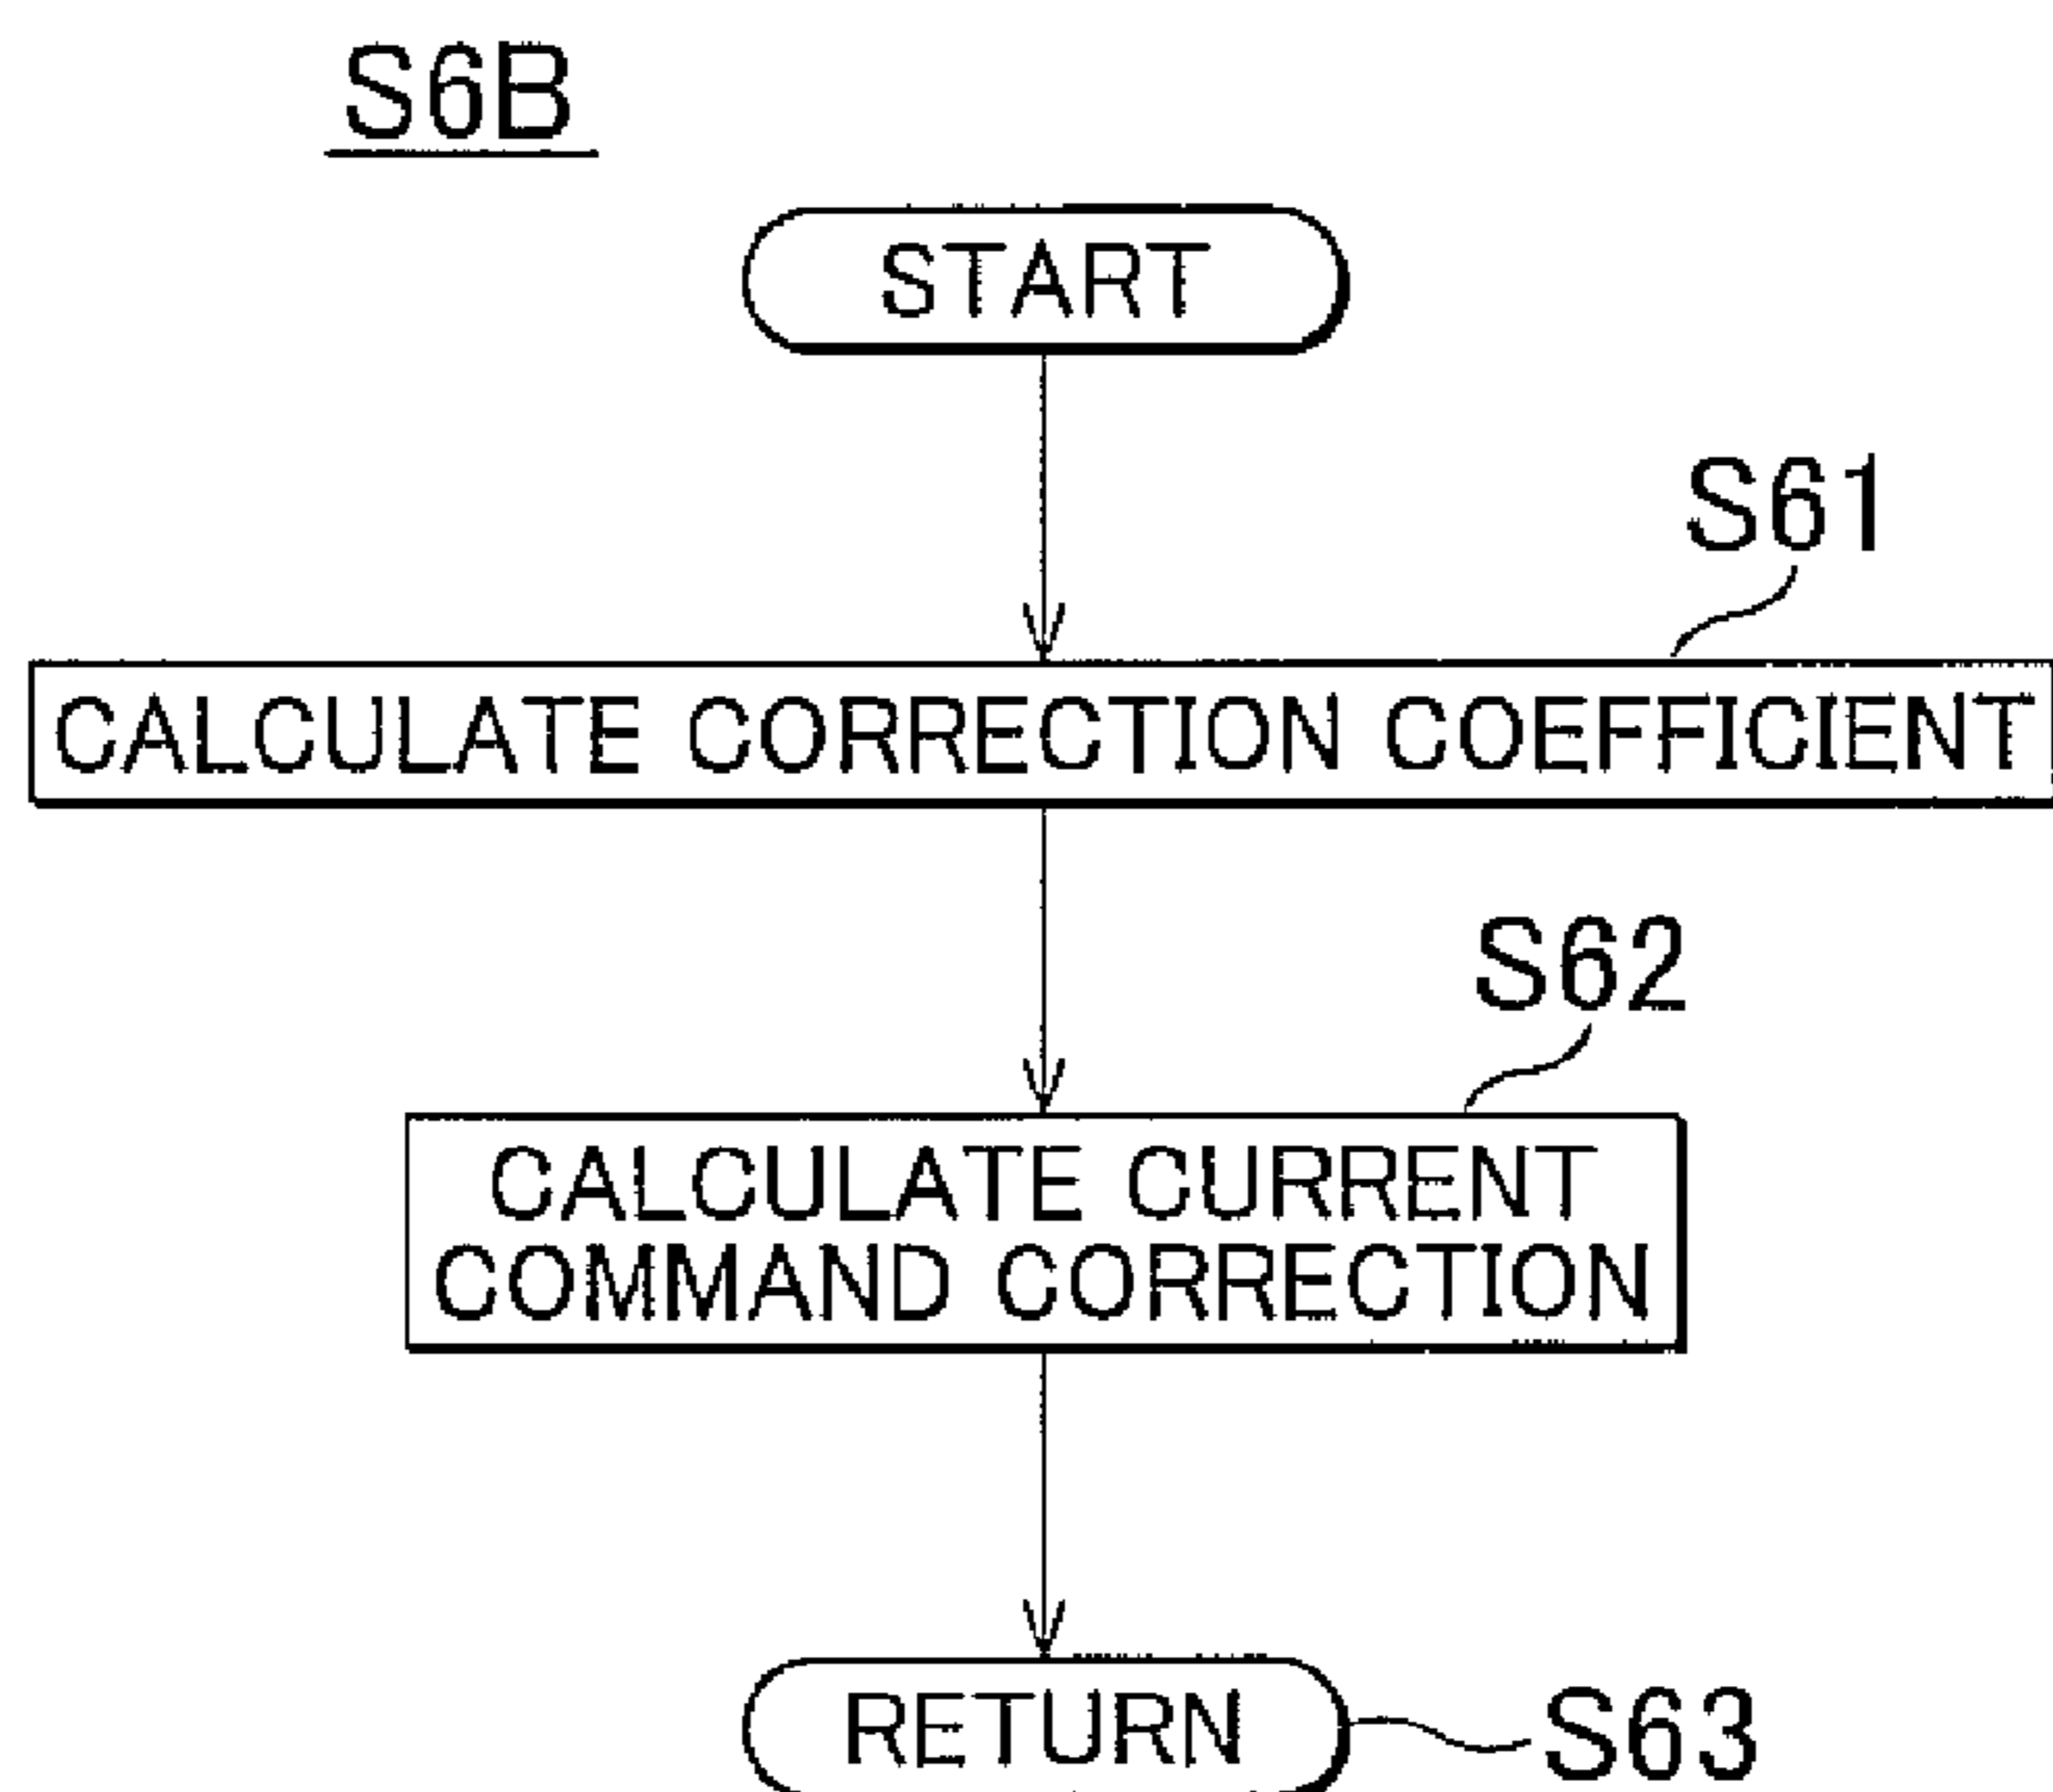 S6B
START
S61
CALCULATE CORRECTION COEFFICIENT
S62
CALCULATE CURRENT
COMMAND CORRECTION
RETURN
S63